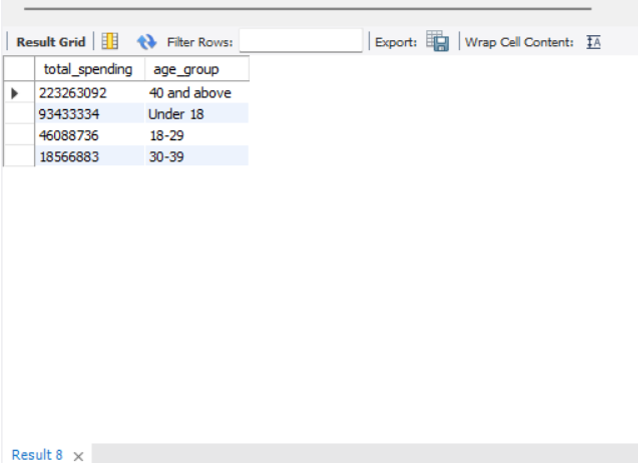 Result Grid Filter Rows: Export: Wrap Cell Content: IA
total_spending age_group
223263092 40 and above
93433334 Under 18
46088736 18-29
18566883 30-39
Result 8 ×